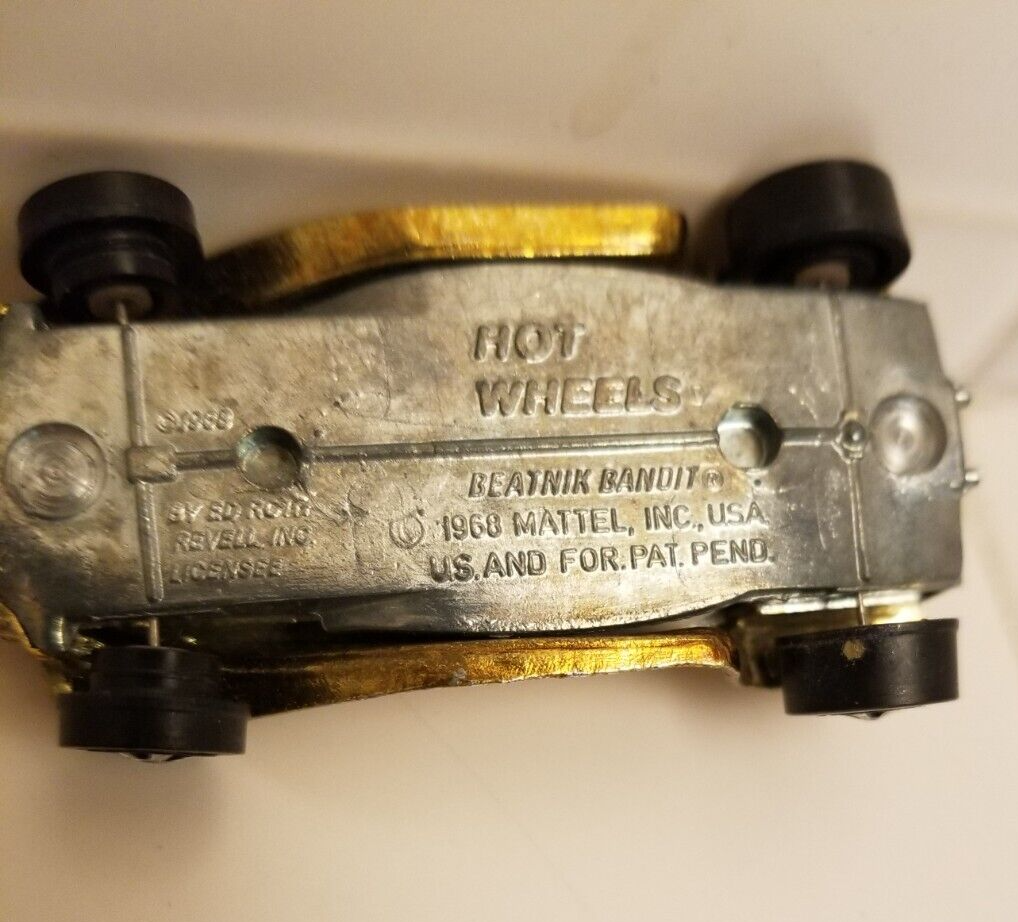 HOT
WHEELS
©1968
BEATNIK BANDIT®
BY ED. ROTH
© 1968 MATTEL, INC., USA
REVELL, INC.
U.S. AND FOR. PAT. PEND.
LICENSEE